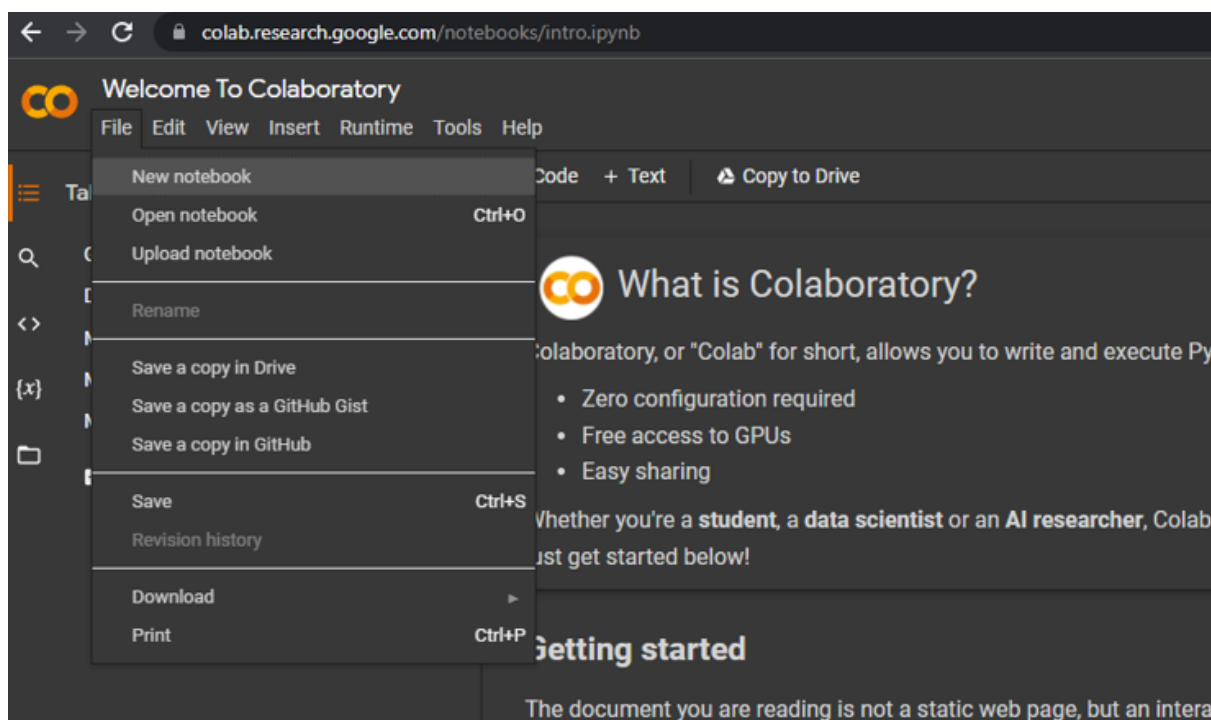 colab.research.google.com/notebooks/intro.ipynb
Welcome To Colaboratory
File Edit View Insert Runtime Tools Help
Code + Text Copy to Drive
New notebook
Open notebook Ctrl+O
Upload notebook
Rename
Save a copy in Drive
Save a copy as a GitHub Gist
Save a copy in GitHub
Save Ctrl+S
Revision history
Download
Print Ctrl+P
{x}
What is Colaboratory?
olaboratory, or "Colab" for short, allows you to write and execute Py
• Zero configuration required
• Free access to GPUs
• Easy sharing
Whether you're a student, a data scientist or an AI researcher, Colab
ust get started below!
Getting started
The document you are reading is not a static web page, but an intera